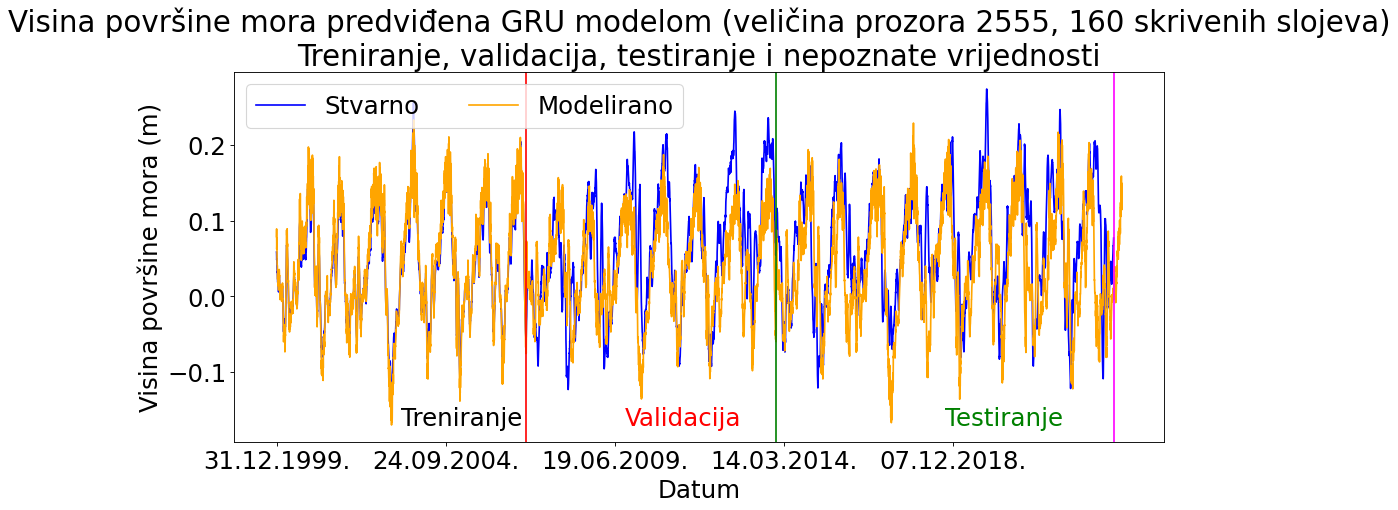 Visina površine mora predviđena GRU modelom (veličina prozora 2555, 160 skrivenih slojeva)
Treniranje, validacija, testiranje i nepoznate vrijednosti
Stvarno Modelirano
Visina površine mora (m)
0.2
0.1
0.0
−0.1
Treniranje Validacija Testiranje
31.12.1999. 24.09.2004. 19.06.2009. 14.03.2014. 07.12.2018.
Datum